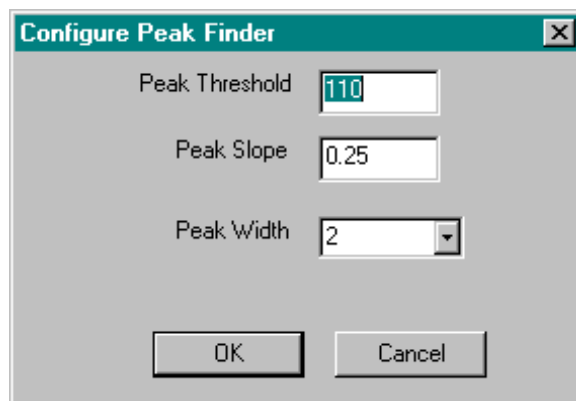 Configure Peak Finder
Peak Threshold 110
Peak Slope 0.25
Peak Width 2
OK Cancel